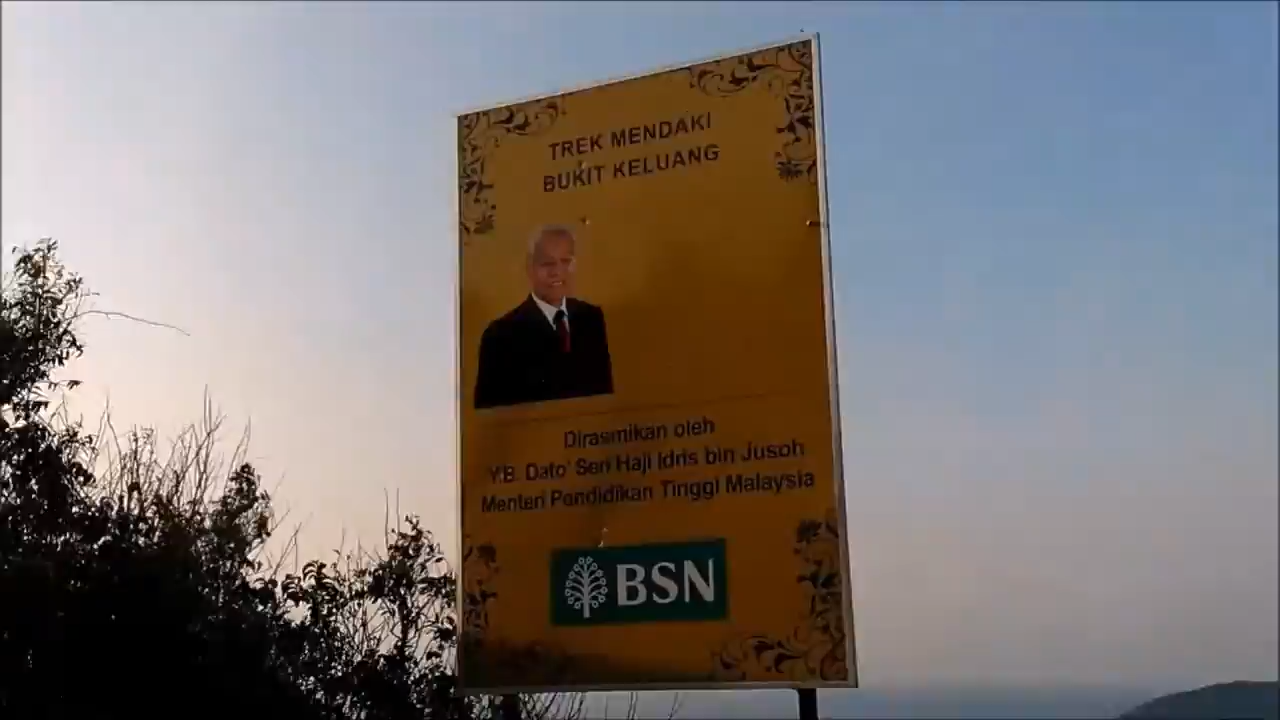 TREK MENDAKI
BUKIT KELUANG
Dirasmikan oleh
Y.B. Dato' Seri Haji Idris bin Jusoh
Menteri Pendidikan Tinggi Malaysia
BSN